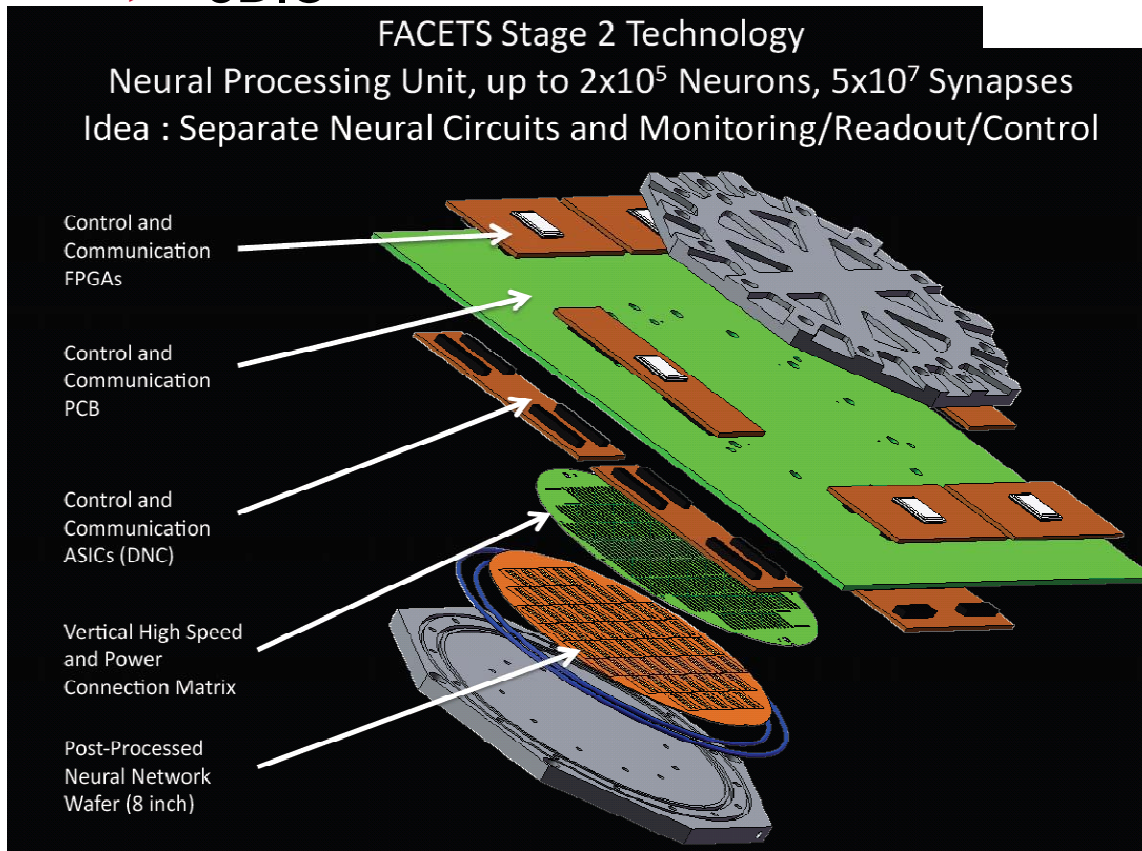 FACETS Stage 2 Technology
Neural Processing Unit, up to 2x10⁵ Neurons, 5x10⁷ Synapses
Idea : Separate Neural Circuits and Monitoring/Readout/Control
Control and
Communication
FPGAs
Control and
Communication
PCB
Control and
Communication
ASICs (DNC)
Vertical High Speed
and Power
Connection Matrix
Post-Processed
Neural Network
Wafer (8 inch)